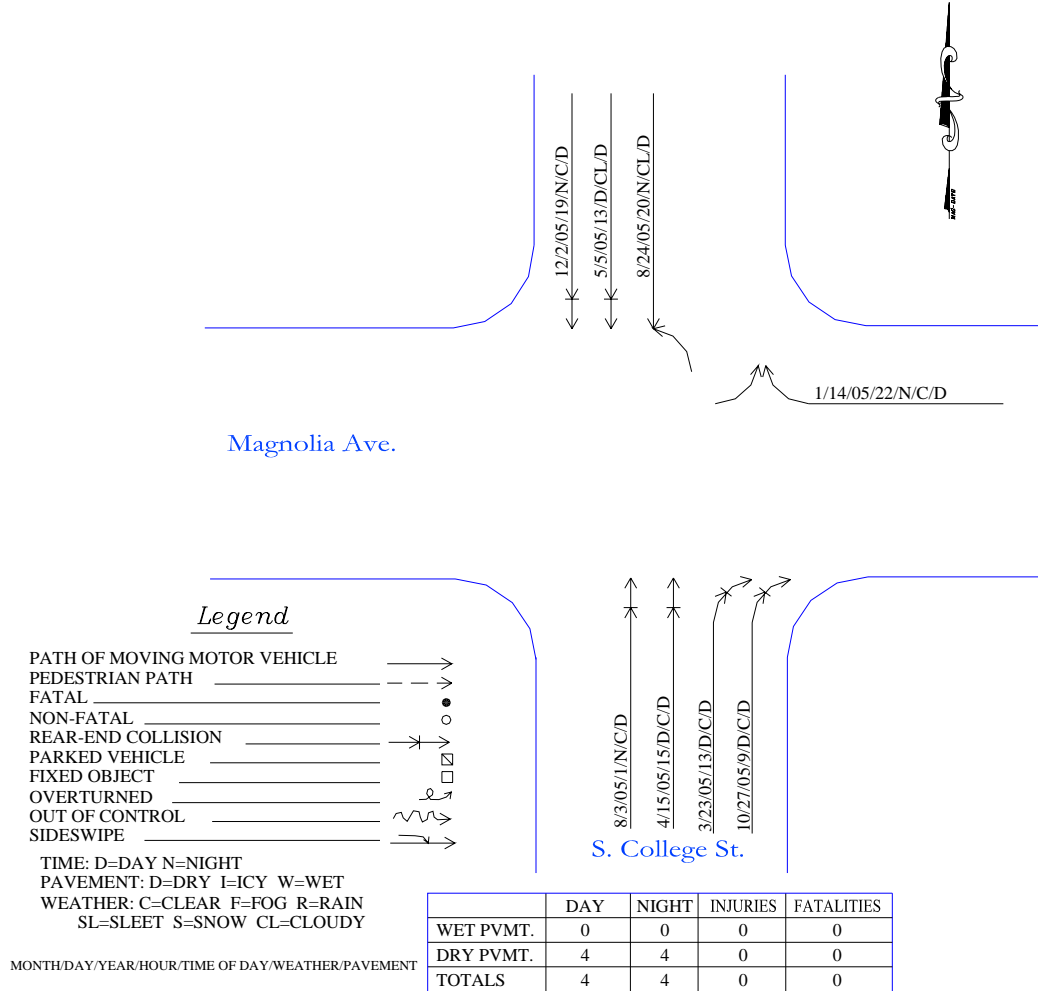 12/2/05/19/N/C/D
5/5/05/13/D/CL/D
8/24/05/20/N/CL/D
1/14/05/22/N/C/D
Magnolia Ave.
8/3/05/1/N/C/D
4/15/05/15/D/C/D
3/23/05/13/D/C/D
10/27/05/9/D/C/D
S. College St.
Legend
PATH OF MOVING MOTOR VEHICLE
PEDESTRIAN PATH
FATAL
NON-FATAL
REAR-END COLLISION
PARKED VEHICLE
FIXED OBJECT
OVERTURNED
OUT OF CONTROL
SIDESWIPE
TIME: D=DAY N=NIGHT
PAVEMENT: D=DRY I=ICY W=WET
WEATHER: C=CLEAR F=FOG R=RAIN
SL=SLEET S=SNOW CL=CLOUDY
MONTH/DAY/YEAR/HOUR/TIME OF DAY/WEATHER/PAVEMENT
DAY NIGHT INJURIES FATALITIES
WET PVMT. 0 0 0 0
DRY PVMT. 4 4 0 0
TOTALS 4 4 0 0